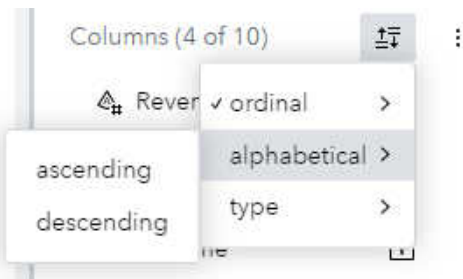 Columns (4 of 10)
Rever
✓ ordinal >
alphabetical >
type >
ascending
descending